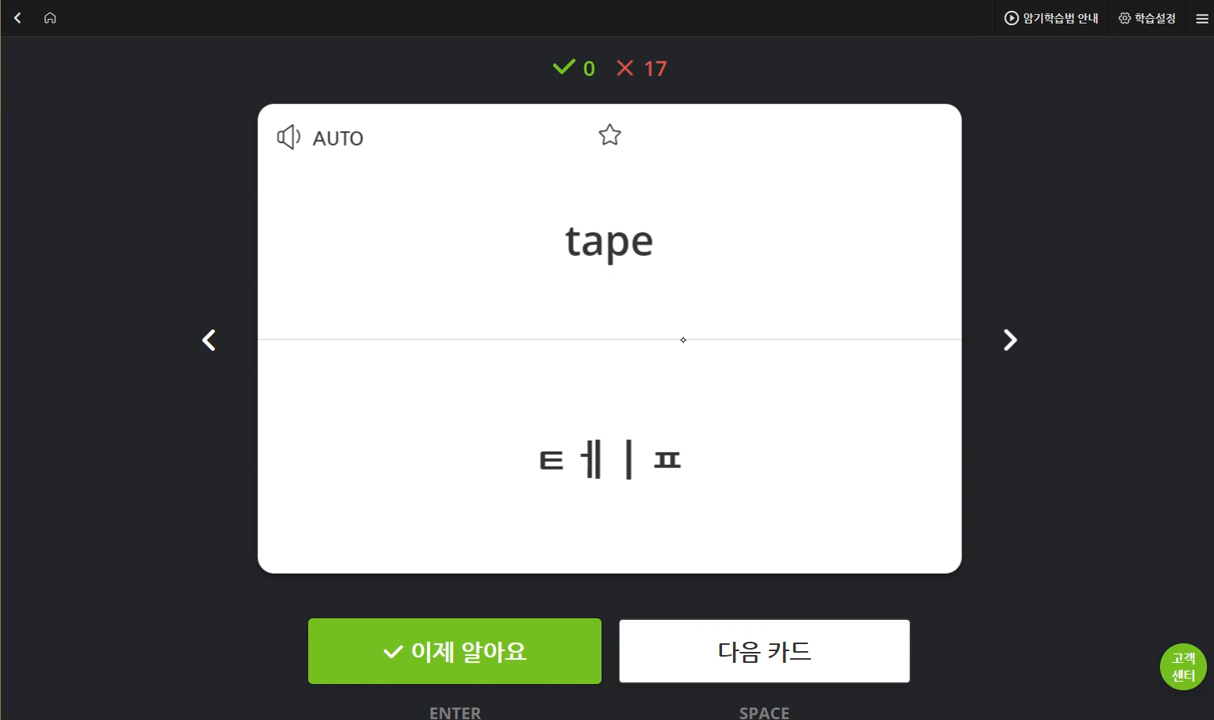 암기학습법 안내 학습설정
0 17
AUTO
tape
ㅌㅔㅣㅍ
이제 알아요 다음 카드
고객
센터
ENTER SPACE